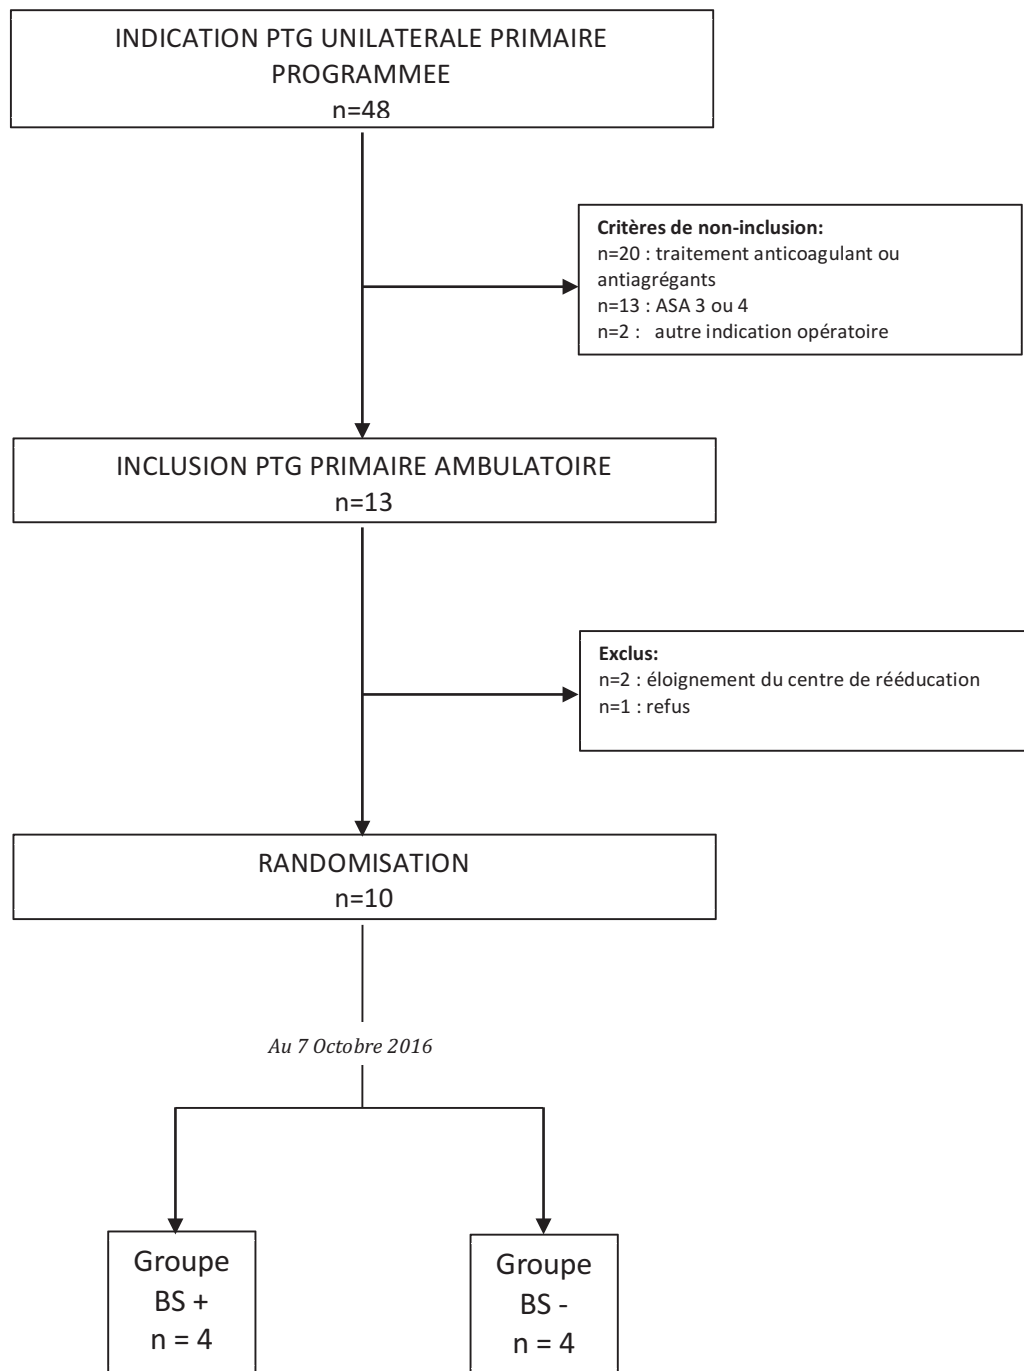 INDICATION PTG UNILATERALE PRIMAIRE
PROGRAMMEE
n=48
Critères de non-inclusion:
n=20 : traitement anticoagulant ou
antiagrégants
n=13 : ASA 3 ou 4
n=2 : autre indication opératoire
INCLUSION PTG PRIMAIRE AMBULATOIRE
n=13
Exclus:
n=2 : éloignement du centre de rééducation
n=1 : refus
RANDOMISATION
n=10
Au 7 Octobre 2016
Groupe
BS +
n = 4
Groupe
BS -
n = 4